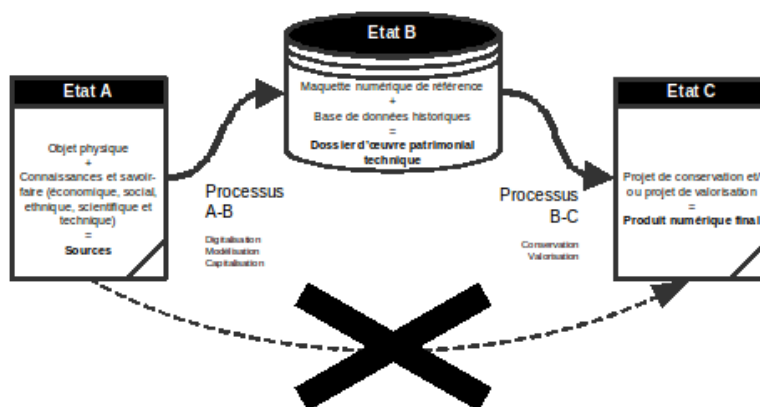 Etat A
Objet physique
+
Connaissances et savoir-
faire (économique, social,
ethnique, scientifique et
technique)
=
Sources
Processus
A-B
Digitalisation
Modélisation
Capitalisation
Etat B
Maquette numérique de référence
+
Base de données historiques
=
Dossier d'œuvre patrimonial
technique
Processus
B-C
Conservation
Valorisation
Etat C
Projet de conservation et/
ou projet de valorisation
=
Produit numérique final